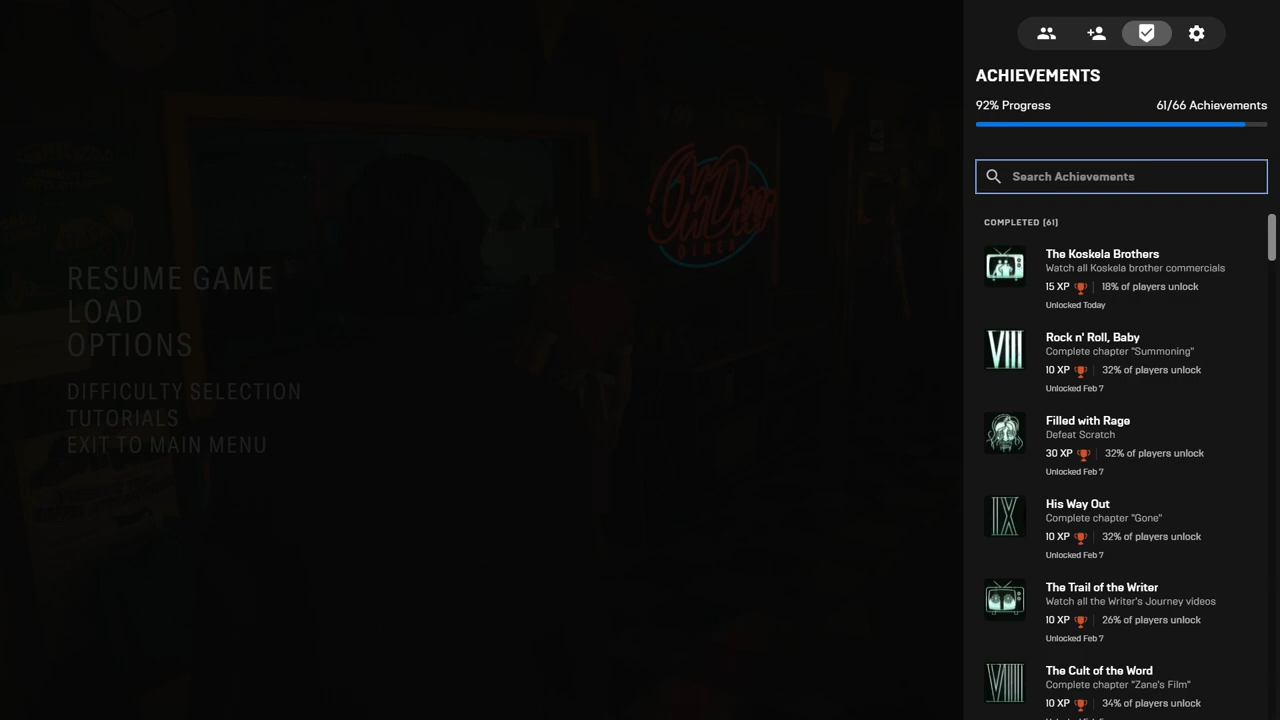 ACHIEVEMENTS
92% Progress
61/66 Achievements
Search Achievements
COMPLETED (61)
The Koskela Brothers
Watch all Koskela brother commercials
15 XP
18% of players unlock
Unlocked Today
VIII
Rock n' Roll, Baby
Complete chapter "Summoning"
10 XP
32% of players unlock
Unlocked Feb 7
Filled with Rage
Defeat Scratch
30 XP
32% of players unlock
Unlocked Feb 7
IX
His Way Out
Complete chapter "Gone"
10 XP
32% of players unlock
Unlocked Feb 7
The Trail of the Writer
Watch all the Writer's Journey videos
10 XP
26% of players unlock
Unlocked Feb 7
The Cult of the Word
Complete chapter "Zane's Film"
10 XP
34% of players unlock
RESUME GAME
LOAD
OPTIONS
DIFFICULTY SELECTION
TUTORIALS
EXIT TO MAIN MENU
Oh Deer
DINER